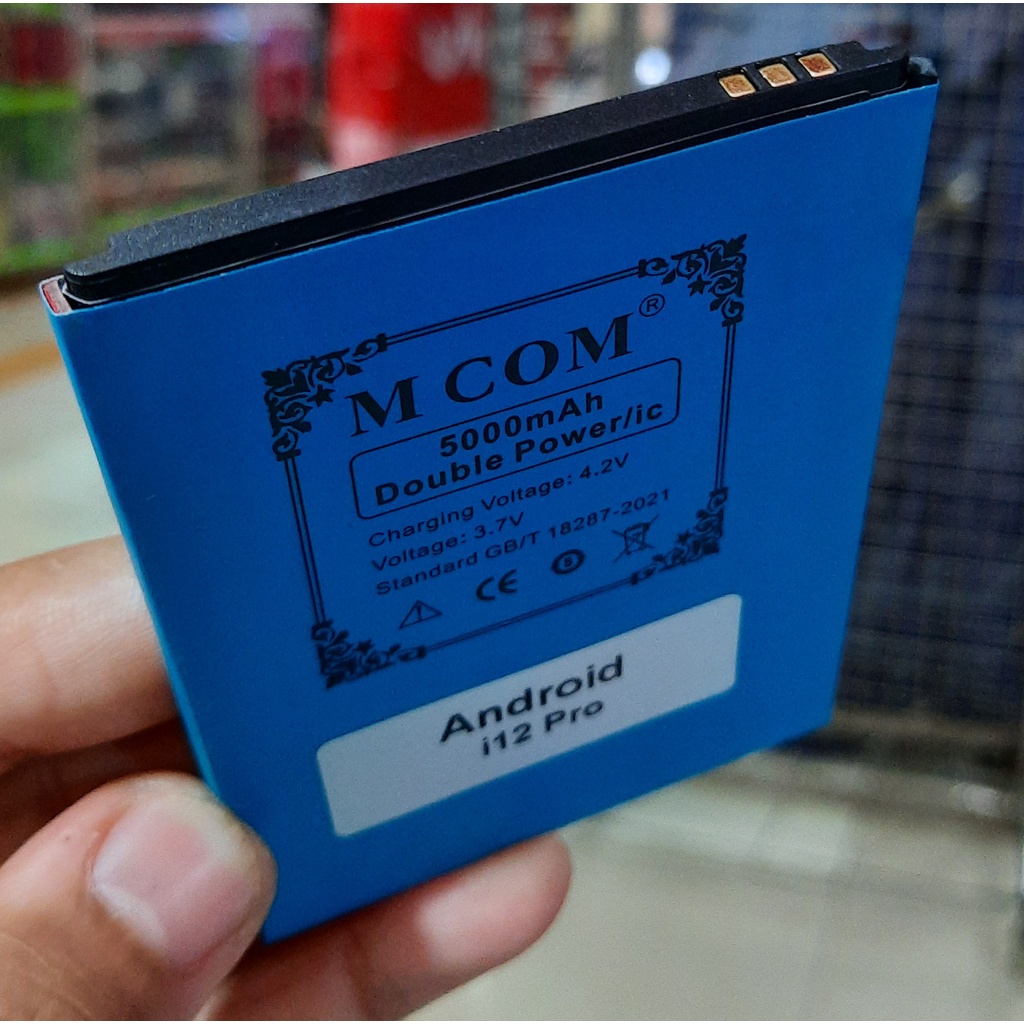 M COM®
5000mAh
Double Power/ic
Charging Voltage: 4.2V
Voltage: 3.7V
Standard GB/T 18287-2021
CE
Android
i12 Pro